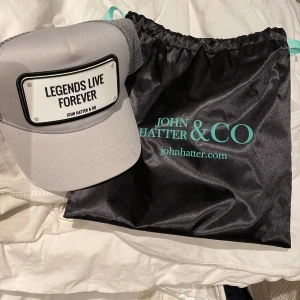 LEGENDS LIVE
FOREVER
JOHN HATTER & CO
JOHN
HATTER &CO
johnhatter.com